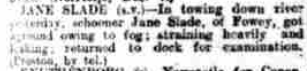 JANE SLADE (s.v.)—In towing down river
yesterday, schooner Jane Slade, of Fowey, got
aground owing to fog; straining heavily and
leaking; returned to dock for examination
(Preston, by tel.)